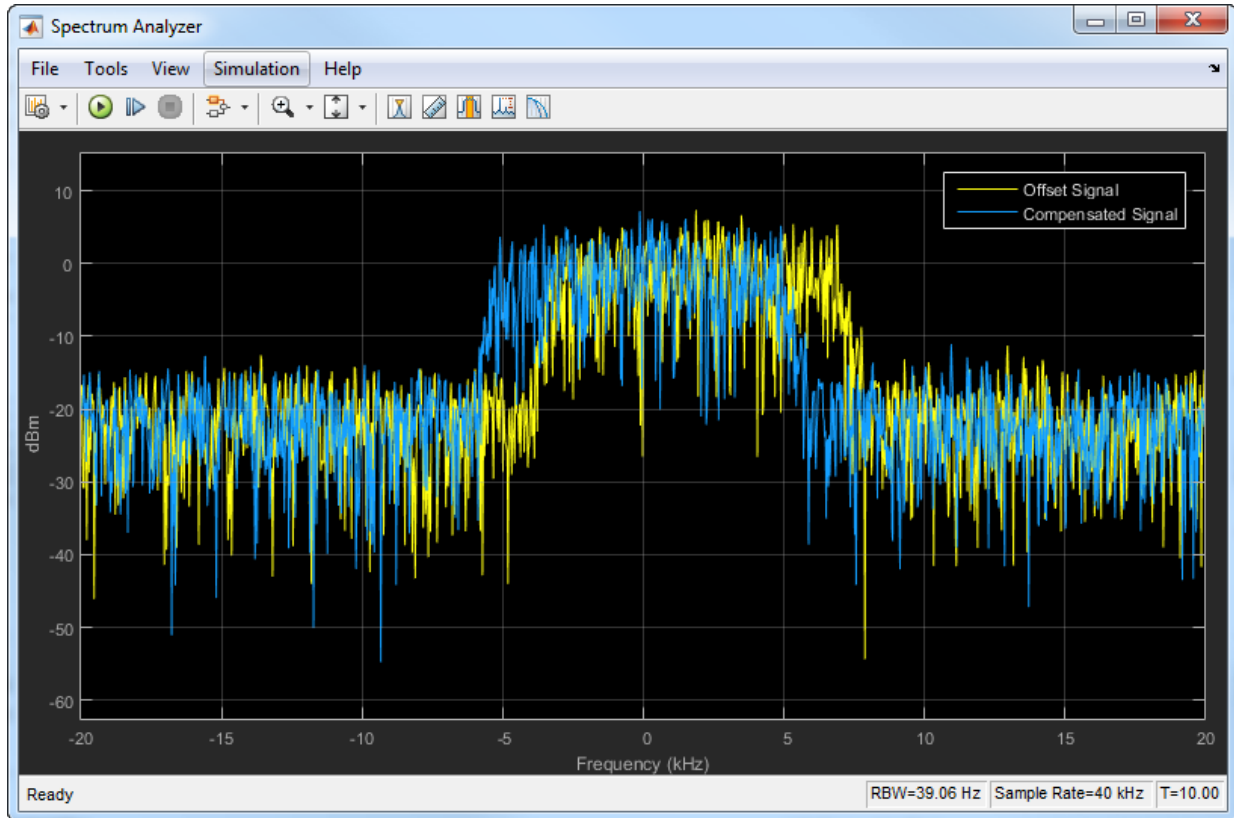 Spectrum Analyzer
File Tools View Simulation Help
Offset Signal
Compensated Signal
10
0
-10
-20
-30
-40
-50
-60
dBm
-20 -15 -10 -5 0 5 10 15 20
Frequency (kHz)
Ready RBW=39.06 Hz Sample Rate=40 kHz T=10.00